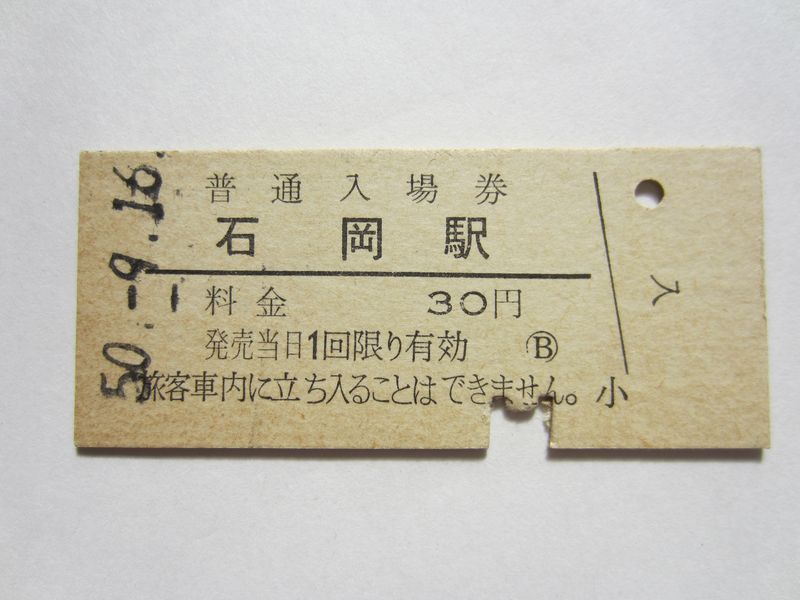 50.-9.16.
普通入場券
石岡駅
料金 30円
発売当日1回限り有効 Ⓑ
旅客車内に立ち入ることはできません。 小
入